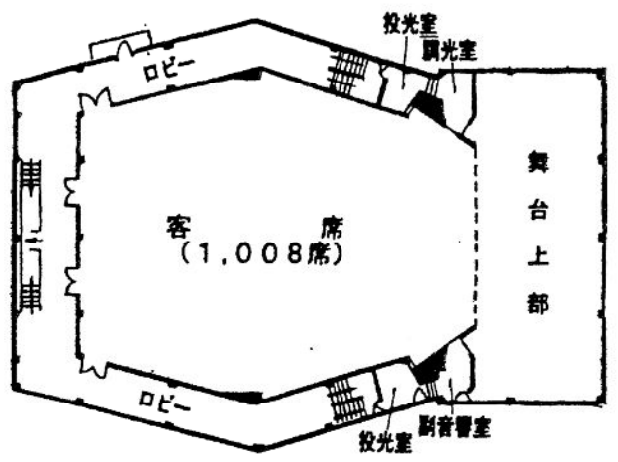 投光室
調光室
ロビー
舞台上部
客席
(1,008席)
ロビー
投光室
副音響室